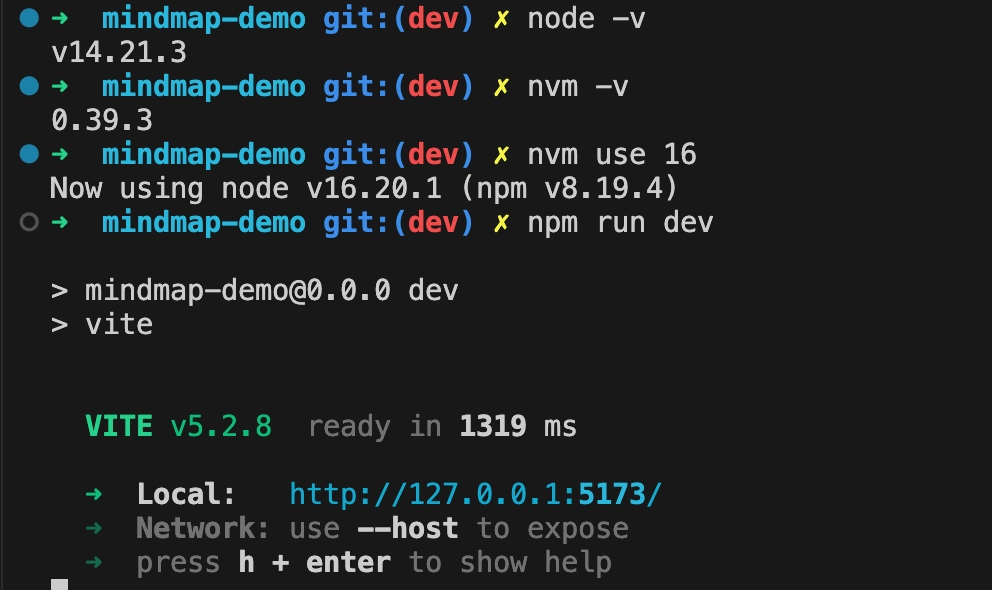 ➜  mindmap-demo git:(dev) ✗ node -v
v14.21.3
➜  mindmap-demo git:(dev) ✗ nvm -v
0.39.3
➜  mindmap-demo git:(dev) ✗ nvm use 16
Now using node v16.20.1 (npm v8.19.4)
➜  mindmap-demo git:(dev) ✗ npm run dev
> mindmap-demo@0.0.0 dev
> vite
VITE v5.2.8  ready in 1319 ms
➜  Local:   http://127.0.0.1:5173/
➜  Network: use --host to expose
➜  press h + enter to show help